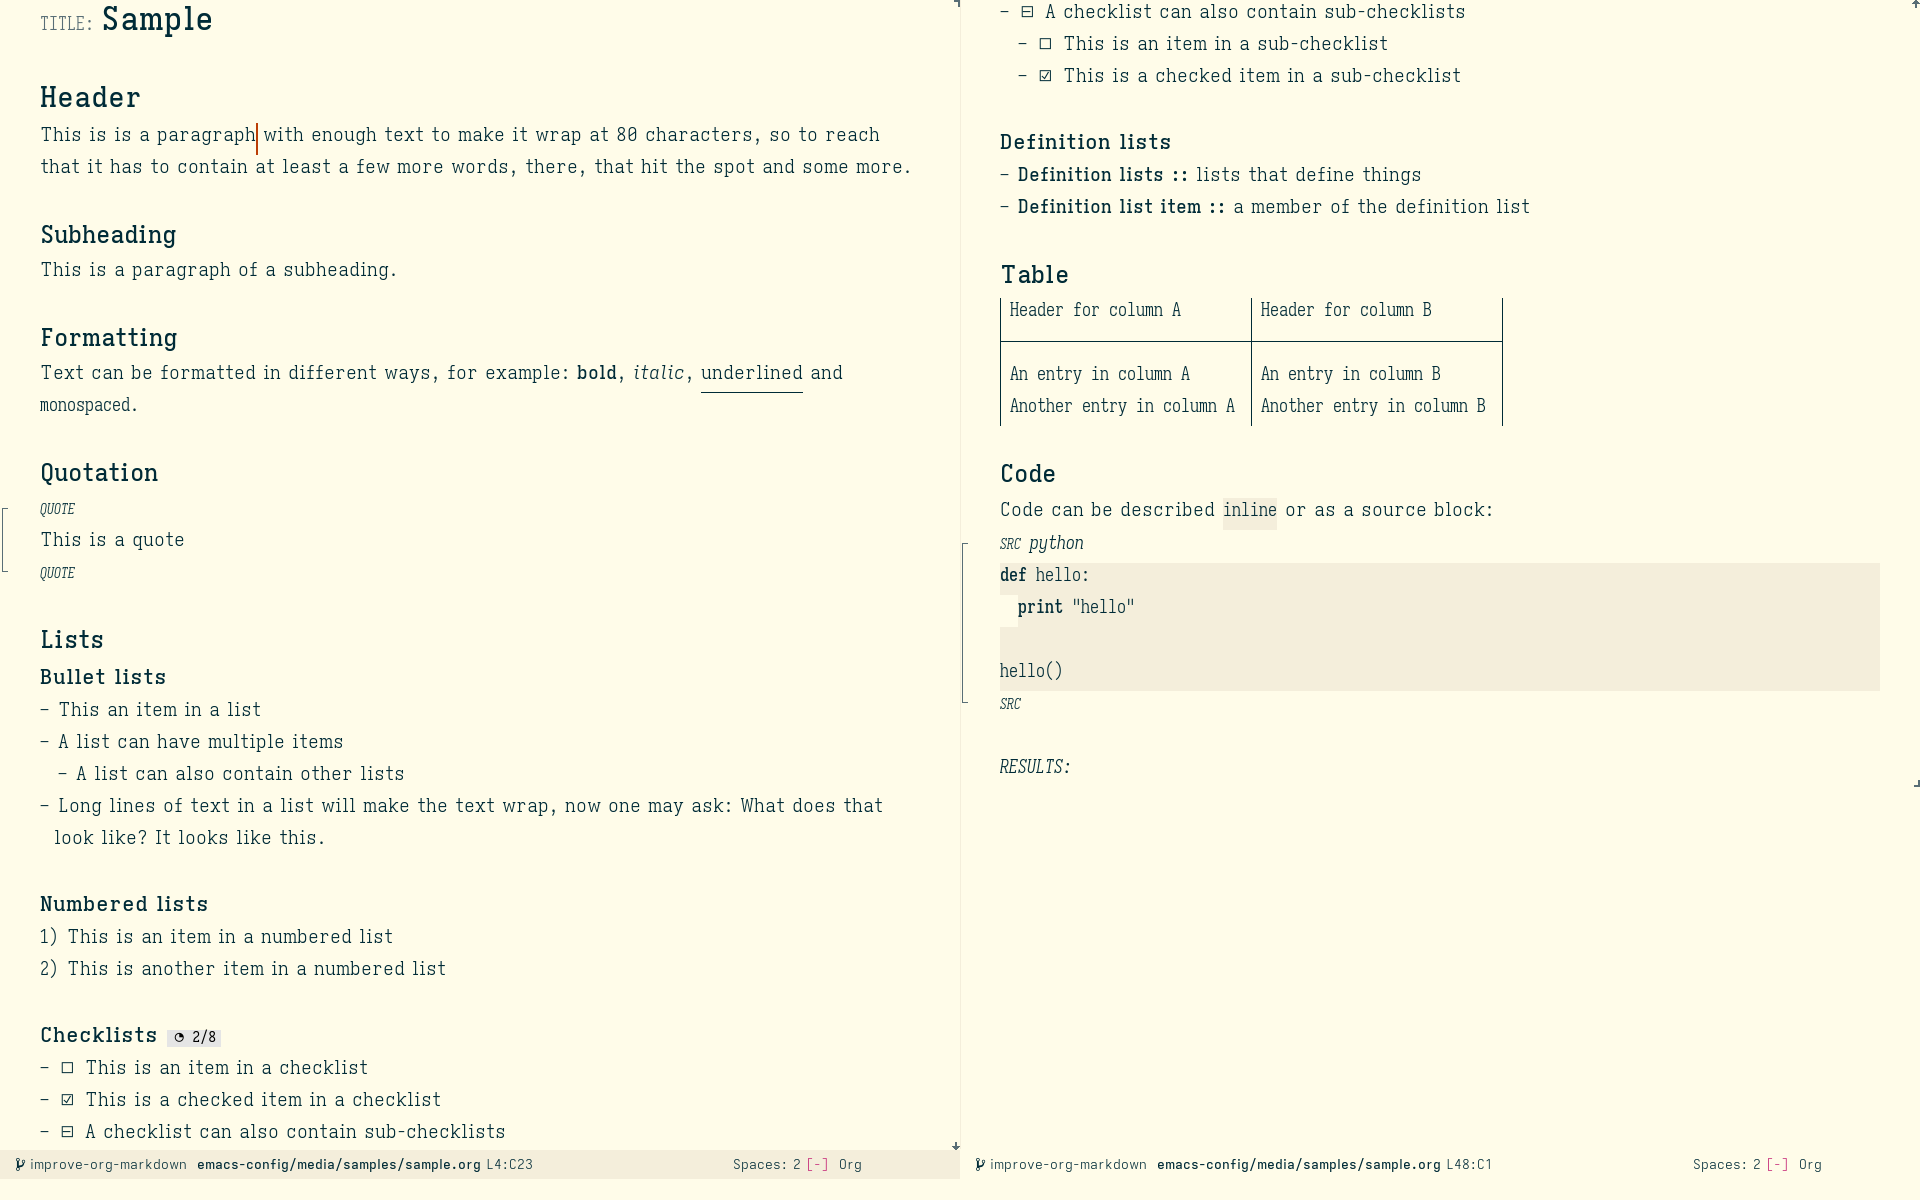 TITLE: Sample
Header
This is is a paragraph with enough text to make it wrap at 80 characters, so to reach
that it has to contain at least a few more words, there, that hit the spot and some more.
Subheading
This is a paragraph of a subheading.
Formatting
Text can be formatted in different ways, for example: bold, italic, underlined and
monospaced.
Quotation
QUOTE
This is a quote
QUOTE
Lists
Bullet lists
– This an item in a list
– A list can have multiple items
– A list can also contain other lists
– Long lines of text in a list will make the text wrap, now one may ask: What does that
look like? It looks like this.
Numbered lists
1) This is an item in a numbered list
2) This is another item in a numbered list
Checklists ◔ 2/8
– ☐ This is an item in a checklist
– ☑ This is a checked item in a checklist
– ⊟ A checklist can also contain sub-checklists
improve-org-markdown emacs-config/media/samples/sample.org L4:C23 Spaces: 2 [-] Org
– ⊟ A checklist can also contain sub-checklists
– ☐ This is an item in a sub-checklist
– ☑ This is a checked item in a sub-checklist
Definition lists
– Definition lists :: lists that define things
– Definition list item :: a member of the definition list
Table
Header for column A Header for column B
An entry in column A An entry in column B
Another entry in column A Another entry in column B
Code
Code can be described inline or as a source block:
SRC python
def hello:
print "hello"
hello()
SRC
RESULTS:
improve-org-markdown emacs-config/media/samples/sample.org L48:C1 Spaces: 2 [-] Org